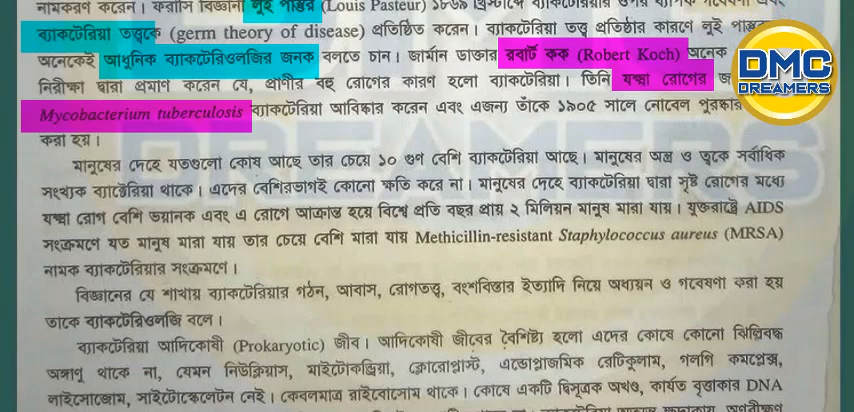 নামকরণ করেন। ফরাসি বিজ্ঞানী লুই পাস্তুর (Louis Pasteur) ১৮৬৯ খ্রিস্টাব্দে ব্যাকটেরিয়ার উপর ব্যাপক গবেষণা এবং
ব্যাকটেরিয়া তত্ত্বকে (germ theory of disease) প্রতিষ্ঠিত করেন। ব্যাকটেরিয়া তত্ত্ব প্রতিষ্ঠার কারণে লুই
অনেকেই আধুনিক ব্যাকটেরিওলজির জনক বলতে চান। জার্মান ডাক্তার রবার্ট কক (Robert Koch) অনেক
নিরীক্ষা দ্বারা প্রমাণ করেন যে, প্রাণীর বহু রোগের কারণ হলো ব্যাকটেরিয়া। তিনি যক্ষ্মা রোগের
Mycobacterium tuberculosis ব্যাকটেরিয়া আবিষ্কার করেন এবং এজন্য তাঁকে ১৯০৫ সালে নোবেল পুরস্কার
করা হয়।
মানুষের দেহে যতগুলো কোষ আছে তার চেয়ে ১০ গুণ বেশি ব্যাকটেরিয়া আছে। মানুষের অন্ত্র ও ত্বকে সর্বাধিক
সংখ্যক ব্যাক্টেরিয়া থাকে। এদের বেশিরভাগই কোনো ক্ষতি করে না। মানুষের দেহে ব্যাকটেরিয়া দ্বারা সৃষ্ট রোগের মধ্যে
যক্ষ্মা রোগ বেশি ভয়ানক এবং এ রোগে আক্রান্ত হয়ে বিশ্বে প্রতি বছর প্রায় ২ মিলিয়ন মানুষ মারা যায়। যুক্তরাষ্ট্রে AIDS
সংক্রমণে যত মানুষ মারা যায় তার চেয়ে বেশি মারা যায় Methicillin-resistant Staphylococcus aureus (MRSA)
নামক ব্যাকটেরিয়ার সংক্রমণে।
বিজ্ঞানের যে শাখায় ব্যাকটেরিয়ার গঠন, আবাস, রোগতত্ত্ব, বংশবিস্তার ইত্যাদি নিয়ে অধ্যয়ন ও গবেষণা করা হয়
তাকে ব্যাকটেরিওলজি বলে।
ব্যাকটেরিয়া আদিকোষী (Prokaryotic) জীব। আদিকোষী জীবের বৈশিষ্ট্য হলো এদের কোষে কোনো ঝিল্লিবদ্ধ
অঙ্গাণু থাকে না, যেমন নিউক্লিয়াস, মাইটোকন্ড্রিয়া, ক্লোরোপ্লাস্ট, এন্ডোপ্লাজমিক রেটিকুলাম, গলগি কমপ্লেক্স,
লাইসোজোম, সাইটোস্কেলেটন নেই। কেবলমাত্র রাইবোসোম থাকে। কোষে একটি দ্বিসূত্রক অখণ্ড, কার্যত বৃত্তাকার DNA
DMC
DREAMERS
DREAMERS